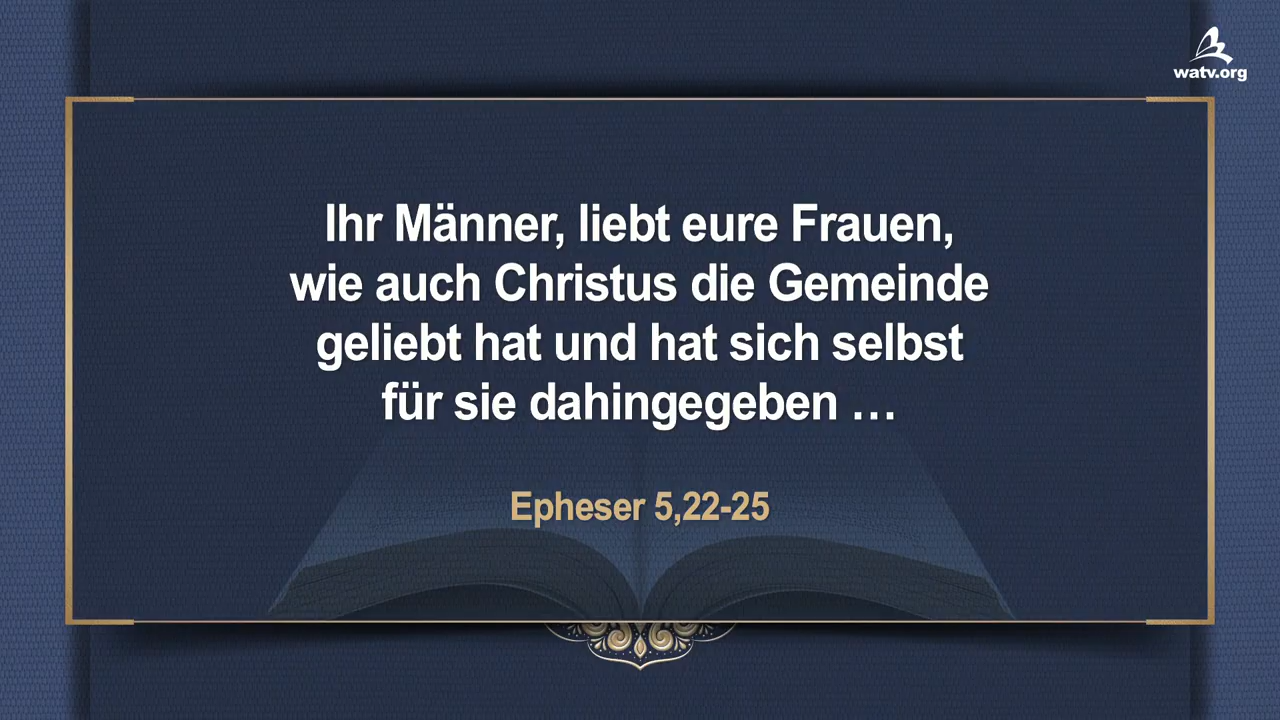 watv.org
Ihr Männer, liebt eure Frauen,
wie auch Christus die Gemeinde
geliebt hat und hat sich selbst
für sie dahingegeben …
Epheser 5,22-25